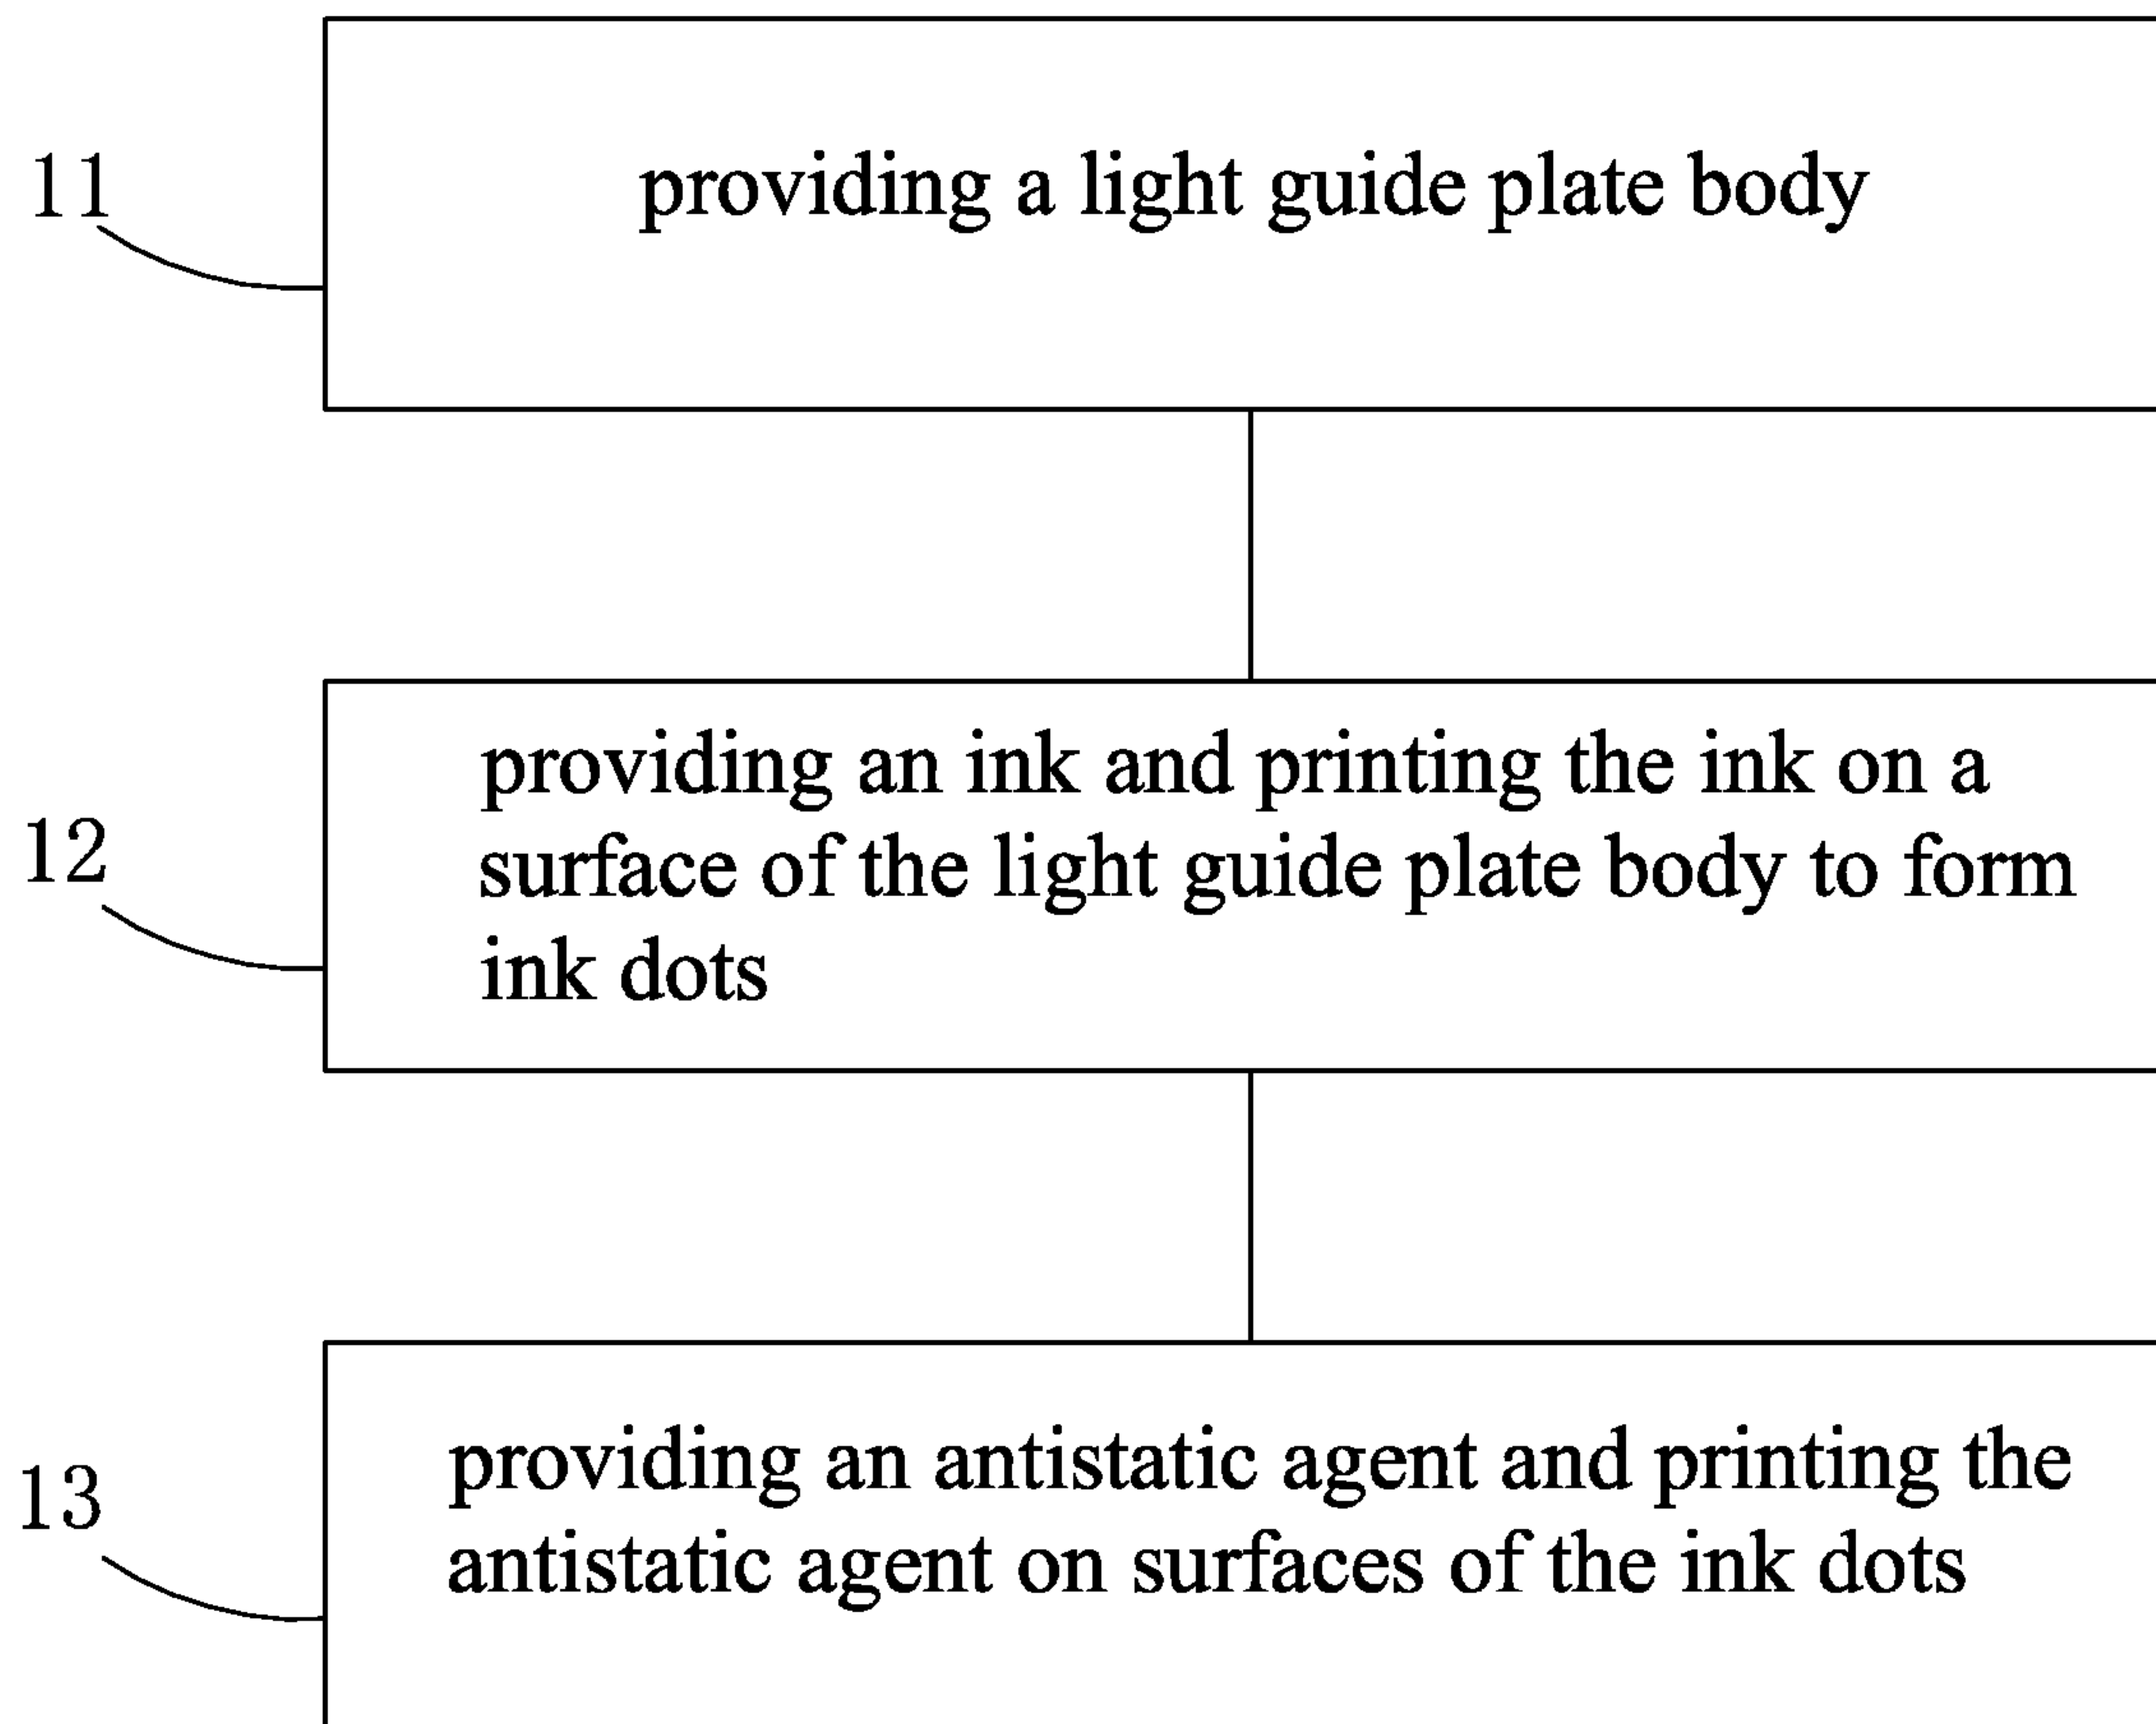 11
providing a light guide plate body
12
providing an ink and printing the ink on a
surface of the light guide plate body to form
ink dots
13
providing an antistatic agent and printing the
antistatic agent on surfaces of the ink dots